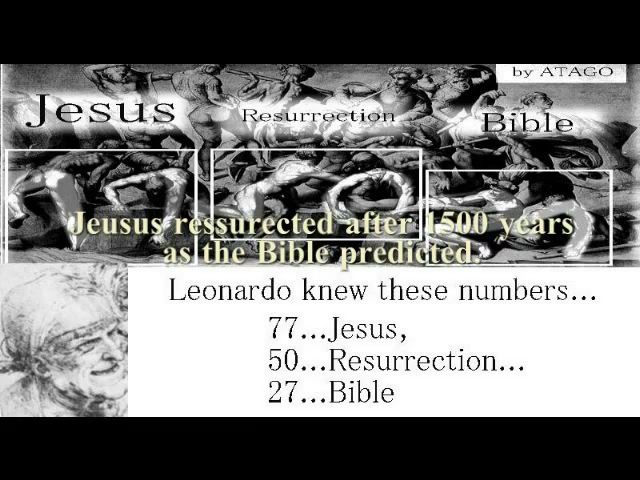 by ATAGO
Jesus Resurrection Bible
Jeusus ressurected after 1500 years
as the Bible predicted.
Leonardo knew these numbers...
77...Jesus,
50...Resurrection...
27...Bible